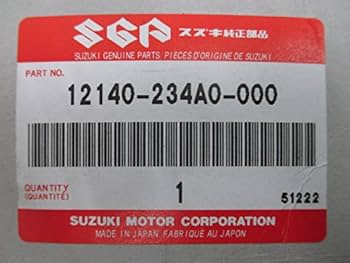 SGP スズキ純正部品
SUZUKI GENUINE PARTS / PIECES D'ORIGINE DE SUZUKI
PART NO.
12140-234A0-000
QUANTITY
(QUANTITÉ)
1
51222
SUZUKI MOTOR CORPORATION
MADE IN JAPAN FABRIQUÉ AU JAPON